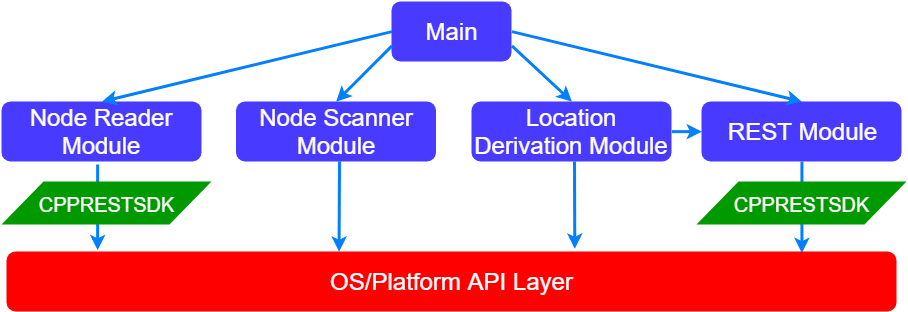 Main
Node Reader
Module
Node Scanner
Module
Location
Derivation Module
REST Module
CPPRESTSDK
CPPRESTSDK
OS/Platform API Layer